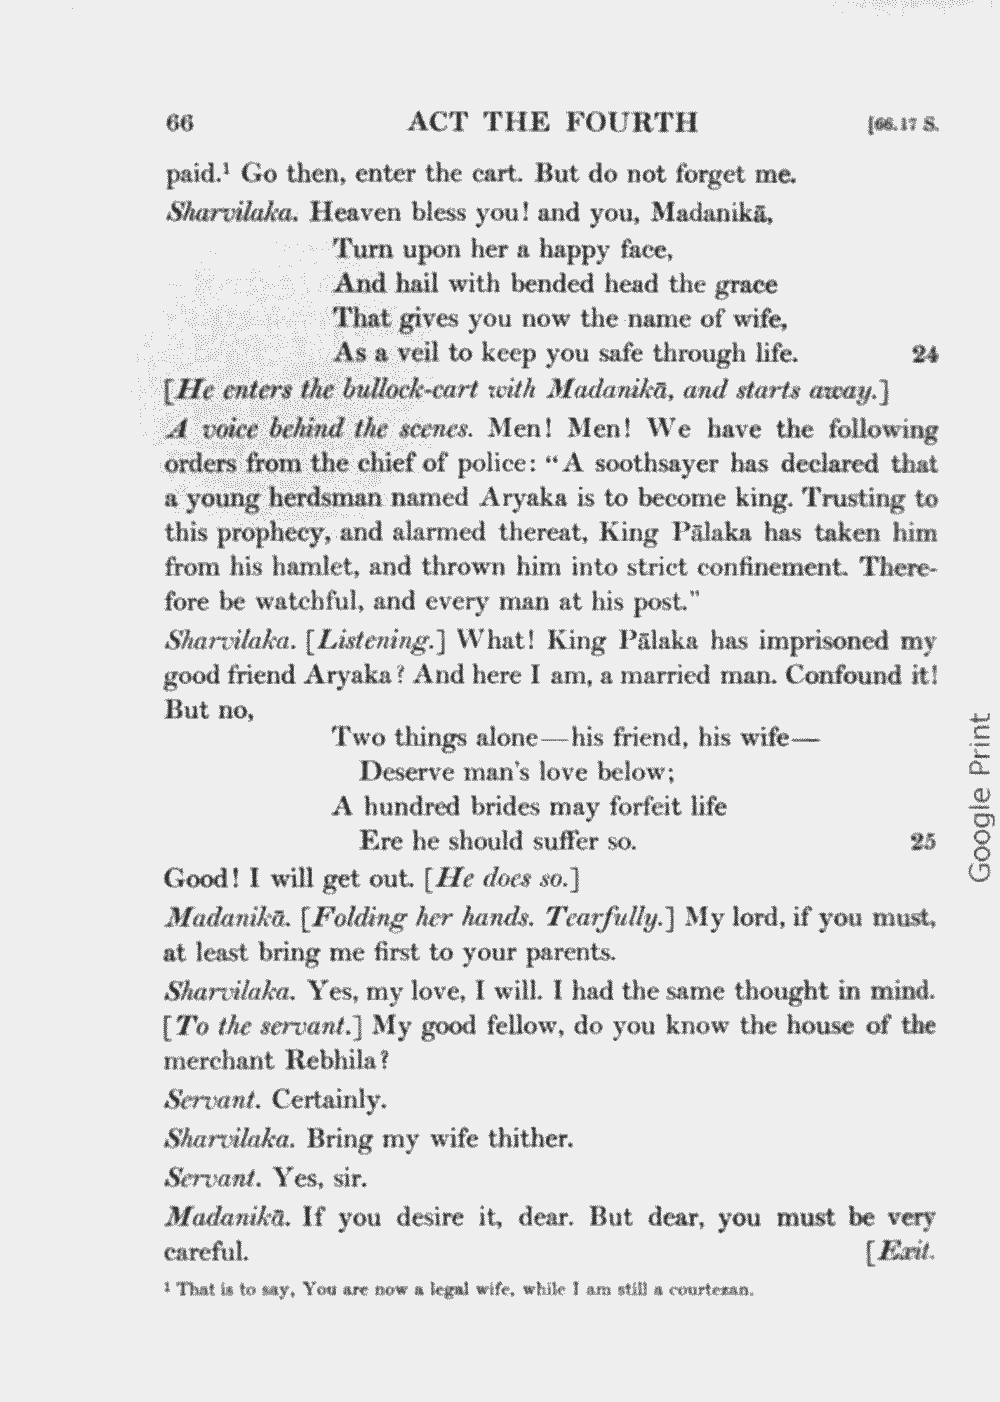 66 ACT THE FOURTH [66.17 S.
paid.¹ Go then, enter the cart. But do not forget me.
Sharvilaka. Heaven bless you! and you, Madanikā,
Turn upon her a happy face,
And hail with bended head the grace
That gives you now the name of wife,
As a veil to keep you safe through life. 24
[He enters the bullock-cart with Madanikā, and starts away.]
A voice behind the scenes. Men! Men! We have the following
orders from the chief of police: "A soothsayer has declared that
a young herdsman named Aryaka is to become king. Trusting to
this prophecy, and alarmed thereat, King Pālaka has taken him
from his hamlet, and thrown him into strict confinement. There-
fore be watchful, and every man at his post."
Sharvilaka. [Listening.] What! King Pālaka has imprisoned my
good friend Aryaka? And here I am, a married man. Confound it!
But no,
Two things alone—his friend, his wife—
Deserve man's love below;
A hundred brides may forfeit life
Ere he should suffer so. 25
Good! I will get out. [He does so.]
Madanikā. [Folding her hands. Tearfully.] My lord, if you must,
at least bring me first to your parents.
Sharvilaka. Yes, my love, I will. I had the same thought in mind.
[To the servant.] My good fellow, do you know the house of the
merchant Rebhila?
Servant. Certainly.
Sharvilaka. Bring my wife thither.
Servant. Yes, sir.
Madanikā. If you desire it, dear. But dear, you must be very
careful. [Exit.
¹ That is to say, You are now a legal wife, while I am still a courtezan.
Google Print